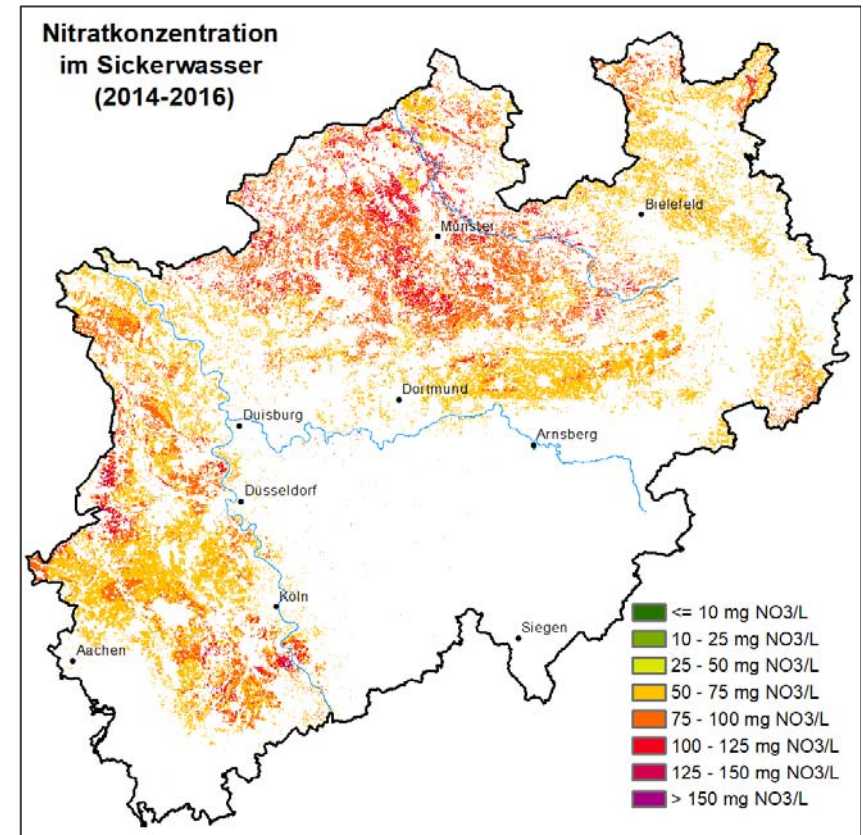 Nitratkonzentration
im Sickerwasser
(2014-2016)
Bielefeld
Münster
Dortmund
Duisburg
Arnsberg
Düsseldorf
Köln
Siegen
Aachen
<= 10 mg NO3/L
10 - 25 mg NO3/L
25 - 50 mg NO3/L
50 - 75 mg NO3/L
75 - 100 mg NO3/L
100 - 125 mg NO3/L
125 - 150 mg NO3/L
> 150 mg NO3/L